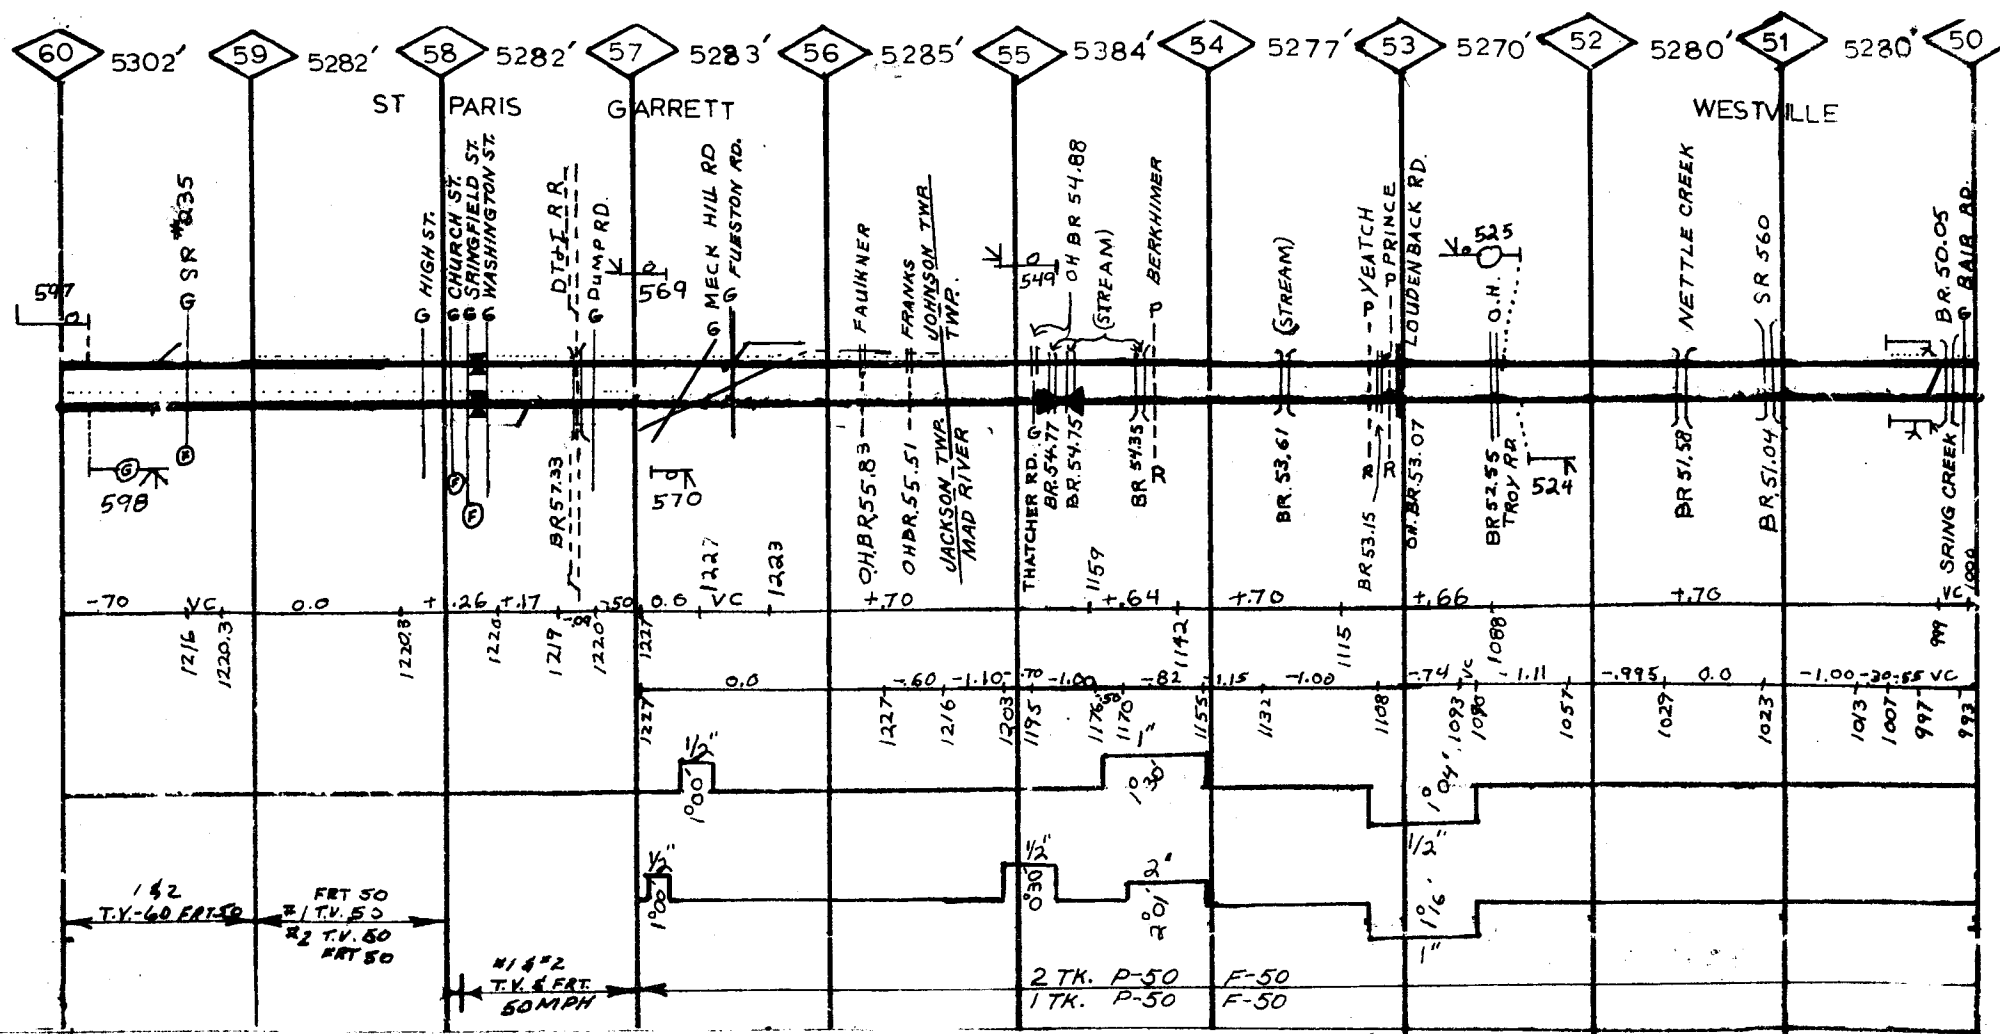 60 5302' 59 5282' 58 5282' 57 5283' 56 5285' 55 5384' 54 5277' 53 5270' 52 5280' 51 5280' 50
ST PARIS GARRETT WESTVILLE
597
G SR #235
G HIGH ST.
G CHURCH ST.
G SRINGFIELD ST.
G WASHINGTON ST.
DT&I RR
G DUMP RD.
569
G MECK HILL RD
G FUESTON RD.
FAULKNER
FRANKS
JOHNSON TWP.
TWP.
549
OH BR 54.88
(STREAM)
P BERKHIMER
(STREAM)
P YEATCH
P PRINCE
LOUDENBACK RD.
525
O.H.
NETTLE CREEK
SR 560
BR. 50.05
G BAIR RD.
G
598
F
F
BR 57.33
570
OH.BR.55.83
OHBR.55.51
JACKSON TWP.
MAD RIVER
THATCHER RD. G
BR.54.77
BR.54.75
BR 54.35
R
BR.53.61
BR 53.15
R
R
O.H.BR.53.07
BR 52.55
TROY RD
524
BR 51.58
BR.51.04
SRING CREEK
1227 1223 1159 1000
-70 VC 0.0 + .26 +.17 -.09 .50 0.6 VC +.70 +.64 +.70 +.66 +.70 VC
1216 1220.3 1220.3 1220 1219 1220 1227 1142 1115 1088 999
0.0 -.60 -1.10 -.70 -1.00 .50 -.82 -1.15 -1.00 -.74 VC -1.11 -.995 0.0 -1.00 -30 -.55 VC
1227 1227 1216 1203 1195 1176 1170 1155 1132 1108 1093 1090 1057 1029 1023 1013 1007 997 993
1/2" 1"
1°00' 1°30' 1°04'
1/2"
1/2" 1/2" 2"
1°00' 0°30' 2°01' 1°16'
1"
1 & 2
T.V.-60 FRT 50
FRT 50
#1 T.V. 50
#2 T.V. 50
FRT 50
#1 & #2
T.V. & FRT.
50 MPH
2 TK. P-50 F-50
1 TK. P-50 F-50